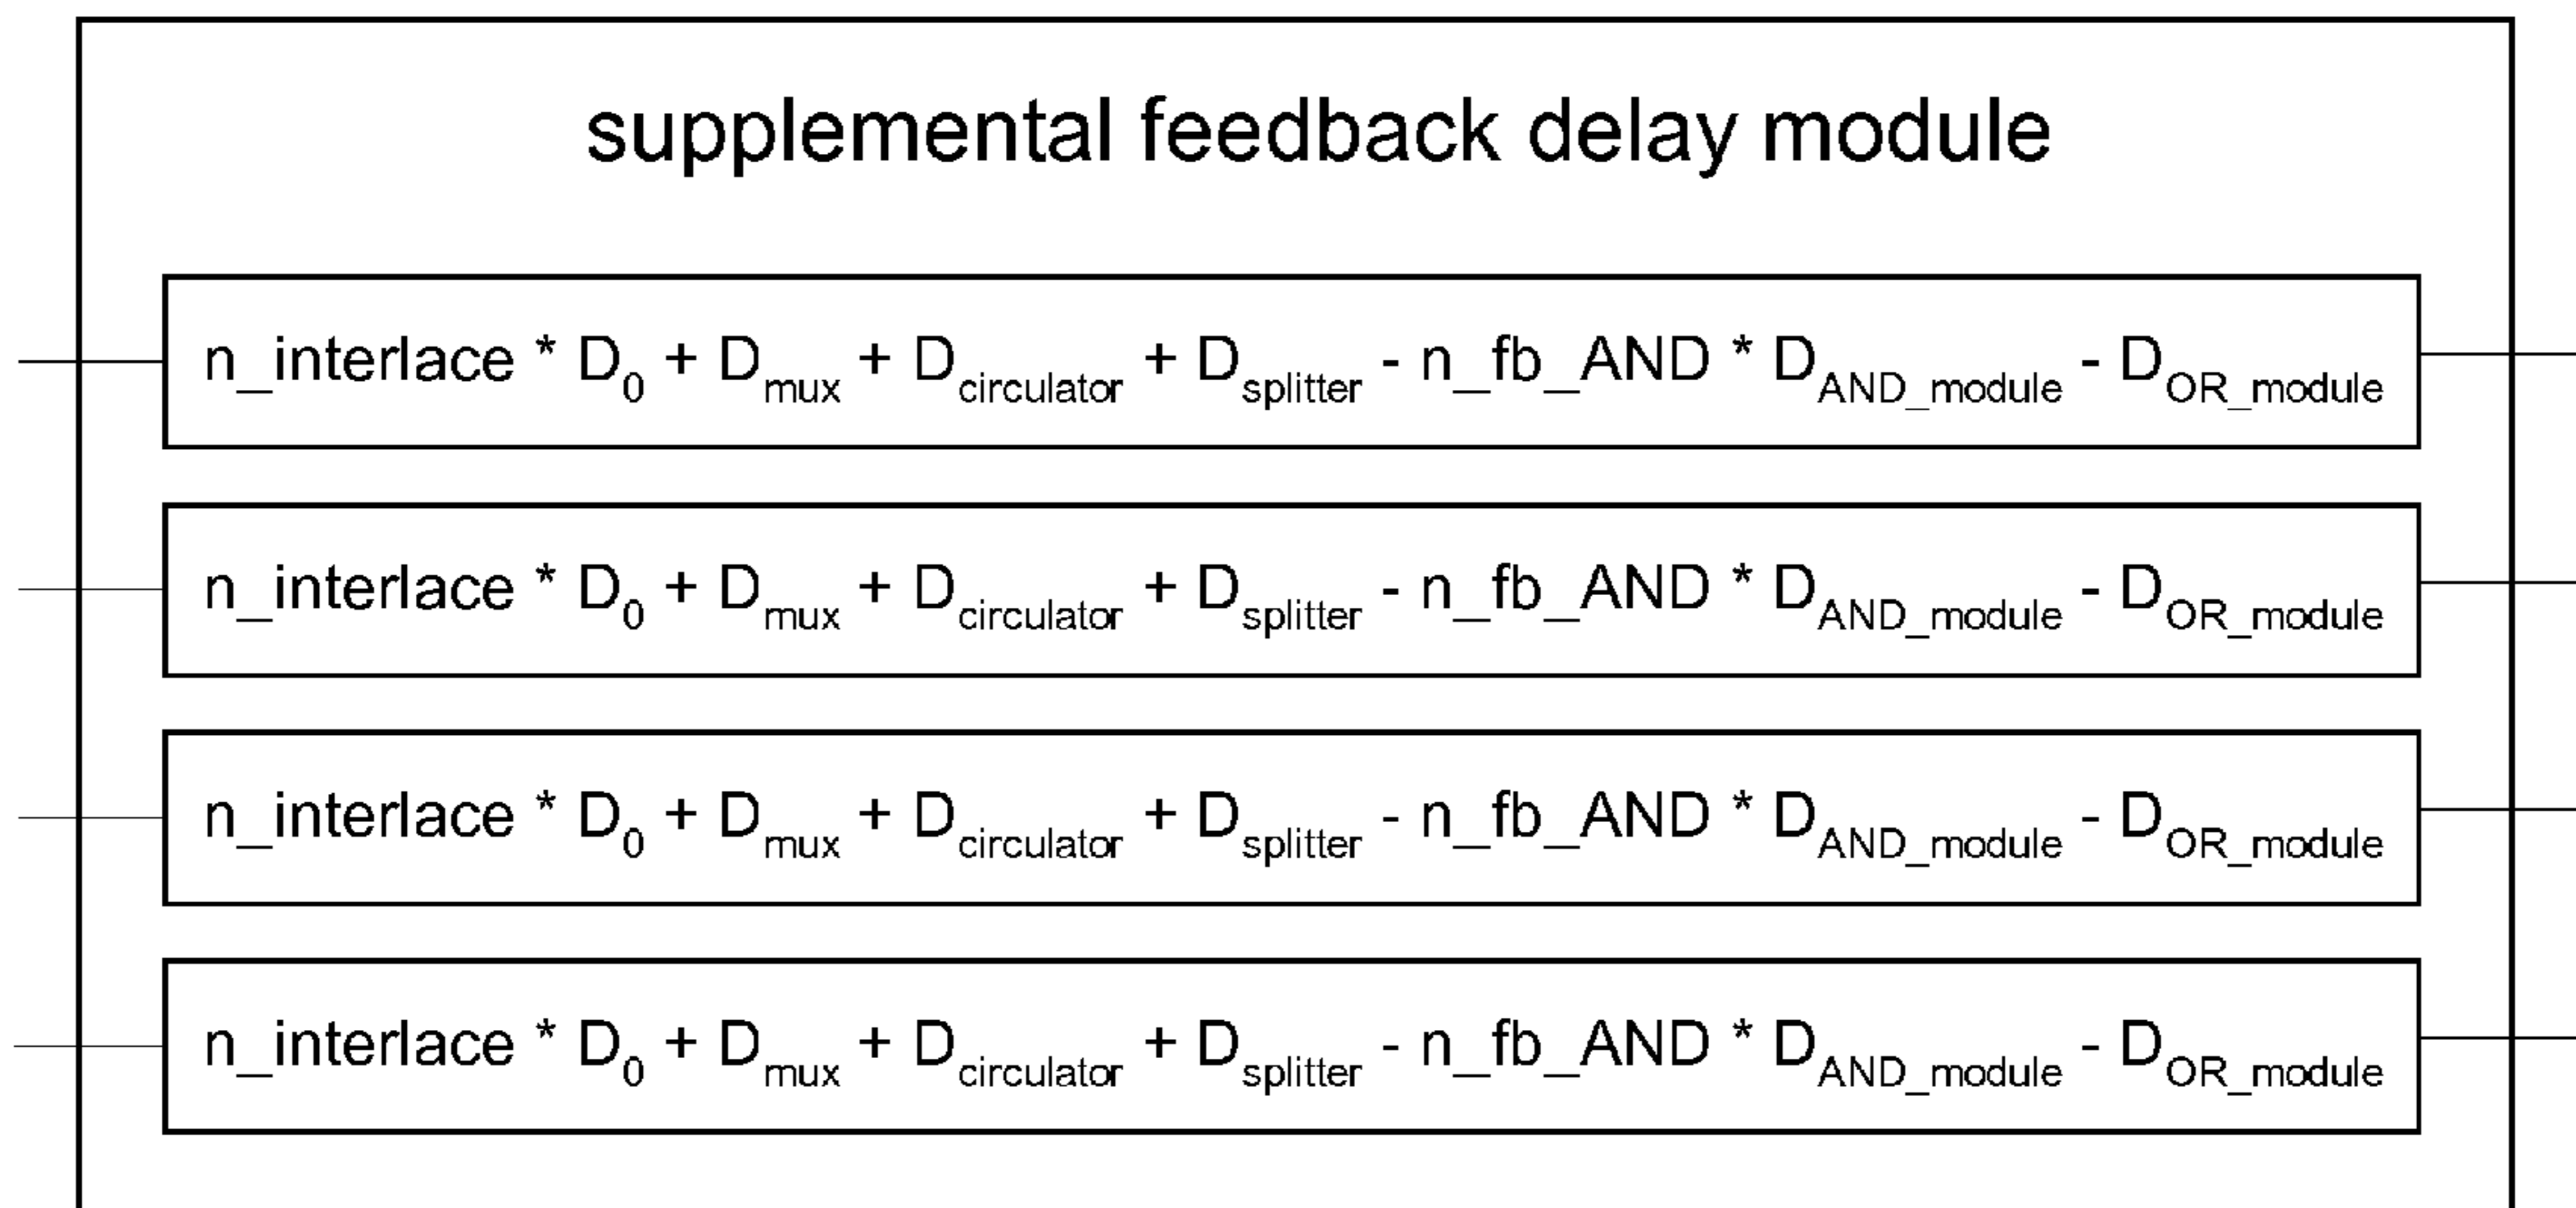 supplemental feedback delay module
n_interlace * D0 + Dmux + Dcirculator + Dsplitter - n_fb_AND * DAND_module - DOR_module
n_interlace * D0 + Dmux + Dcirculator + Dsplitter - n_fb_AND * DAND_module - DOR_module
n_interlace * D0 + Dmux + Dcirculator + Dsplitter - n_fb_AND * DAND_module - DOR_module
n_interlace * D0 + Dmux + Dcirculator + Dsplitter - n_fb_AND * DAND_module - DOR_module